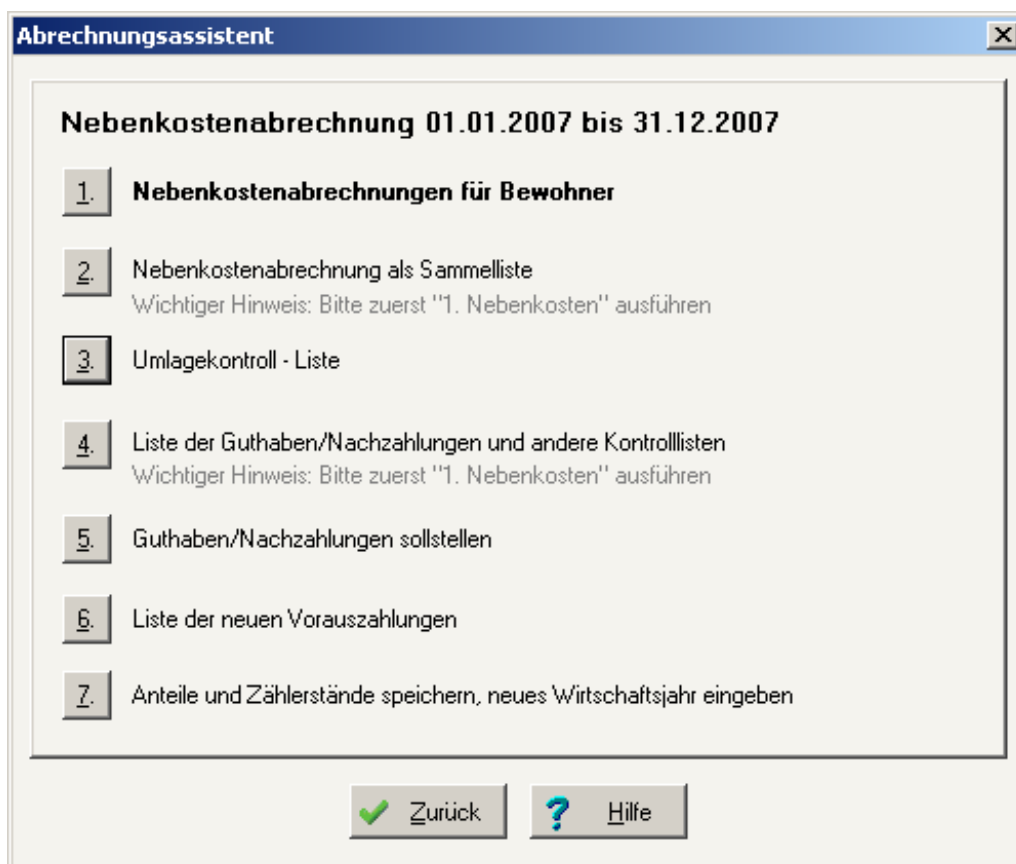 Abrechnungsassistent
Nebenkostenabrechnung 01.01.2007 bis 31.12.2007
1. Nebenkostenabrechnungen für Bewohner
2. Nebenkostenabrechnung als Sammelliste
Wichtiger Hinweis: Bitte zuerst "1. Nebenkosten" ausführen
3. Umlagekontroll - Liste
4. Liste der Guthaben/Nachzahlungen und andere Kontrolllisten
Wichtiger Hinweis: Bitte zuerst "1. Nebenkosten" ausführen
5. Guthaben/Nachzahlungen sollstellen
6. Liste der neuen Vorauszahlungen
7. Anteile und Zählerstände speichern, neues Wirtschaftsjahr eingeben
Zurück ? Hilfe